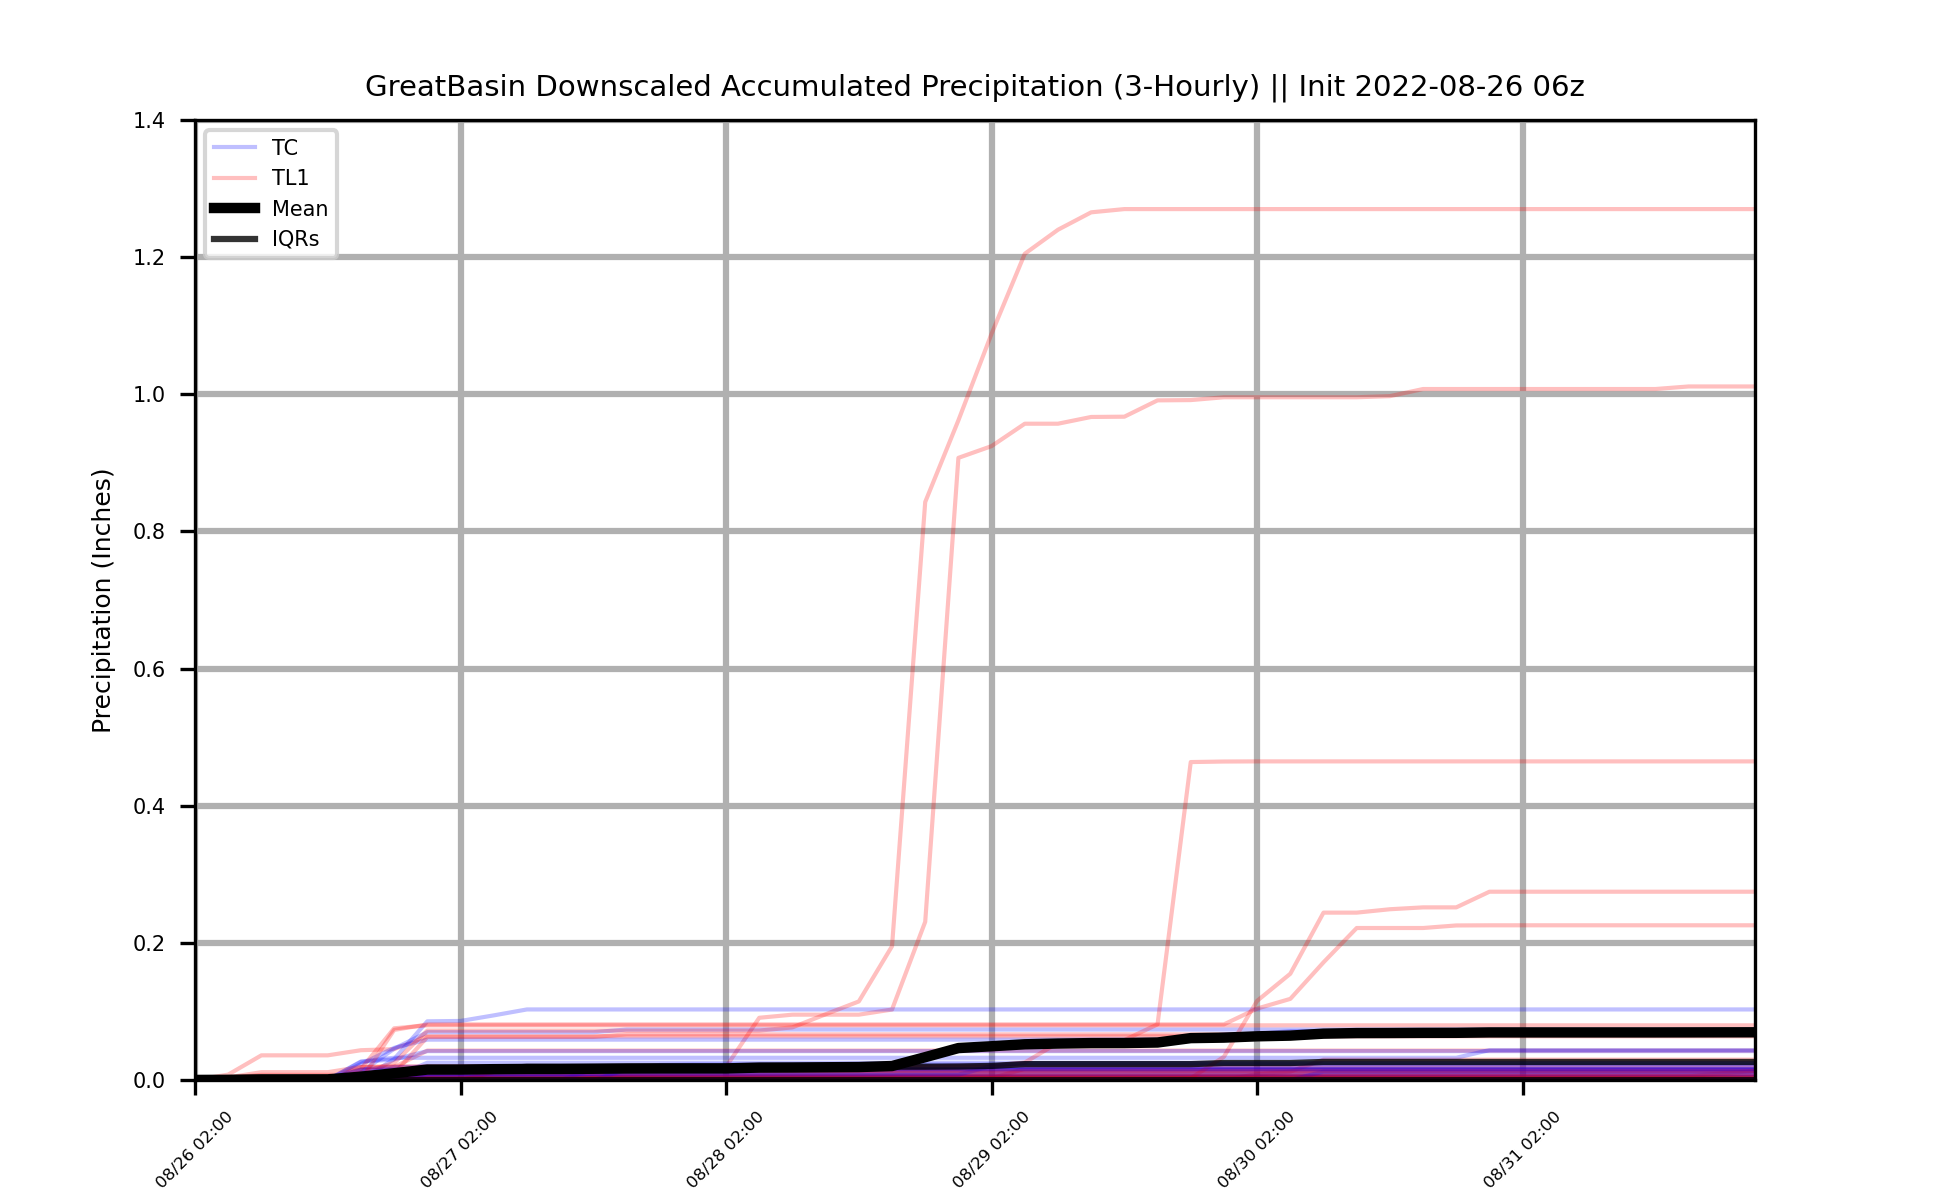 GreatBasin Downscaled Accumulated Precipitation (3-Hourly) || Init 2022-08-26 06z
1.4
1.2
1.0
0.8
0.6
0.4
0.2
0.0
Precipitation (Inches)
TC
TL1
Mean
IQRs
08/26 02:00
08/27 02:00
08/28 02:00
08/29 02:00
08/30 02:00
08/31 02:00